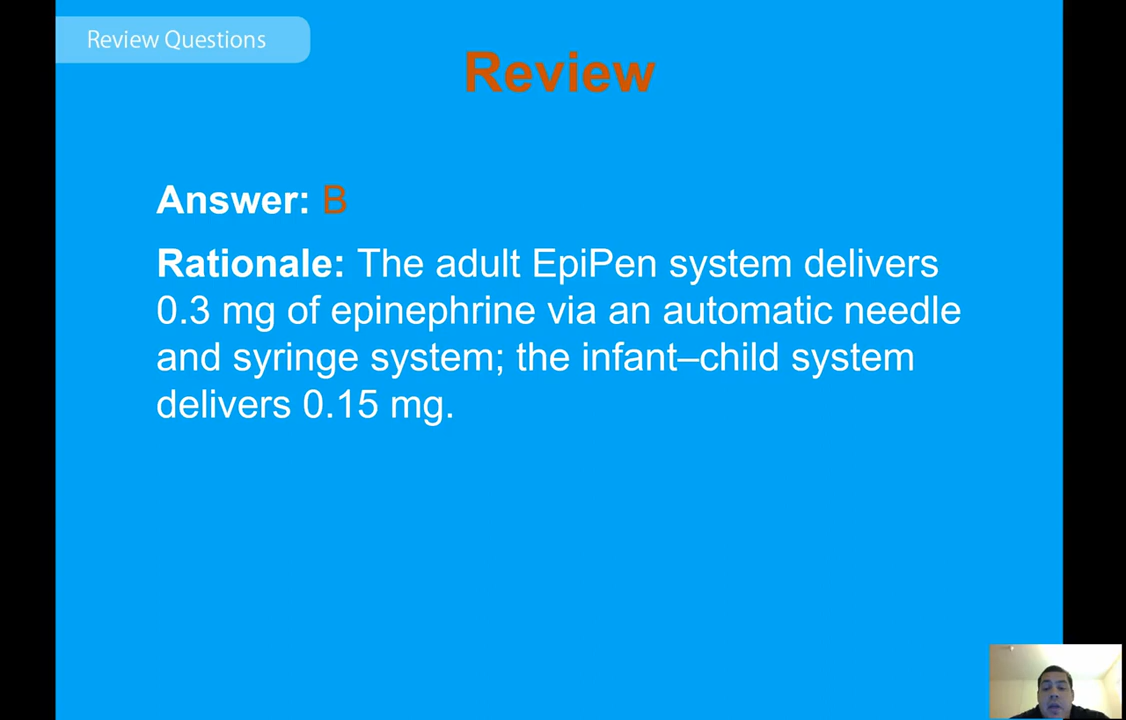 Review Questions
Review
Answer: B
Rationale: The adult EpiPen system delivers
0.3 mg of epinephrine via an automatic needle
and syringe system; the infant–child system
delivers 0.15 mg.